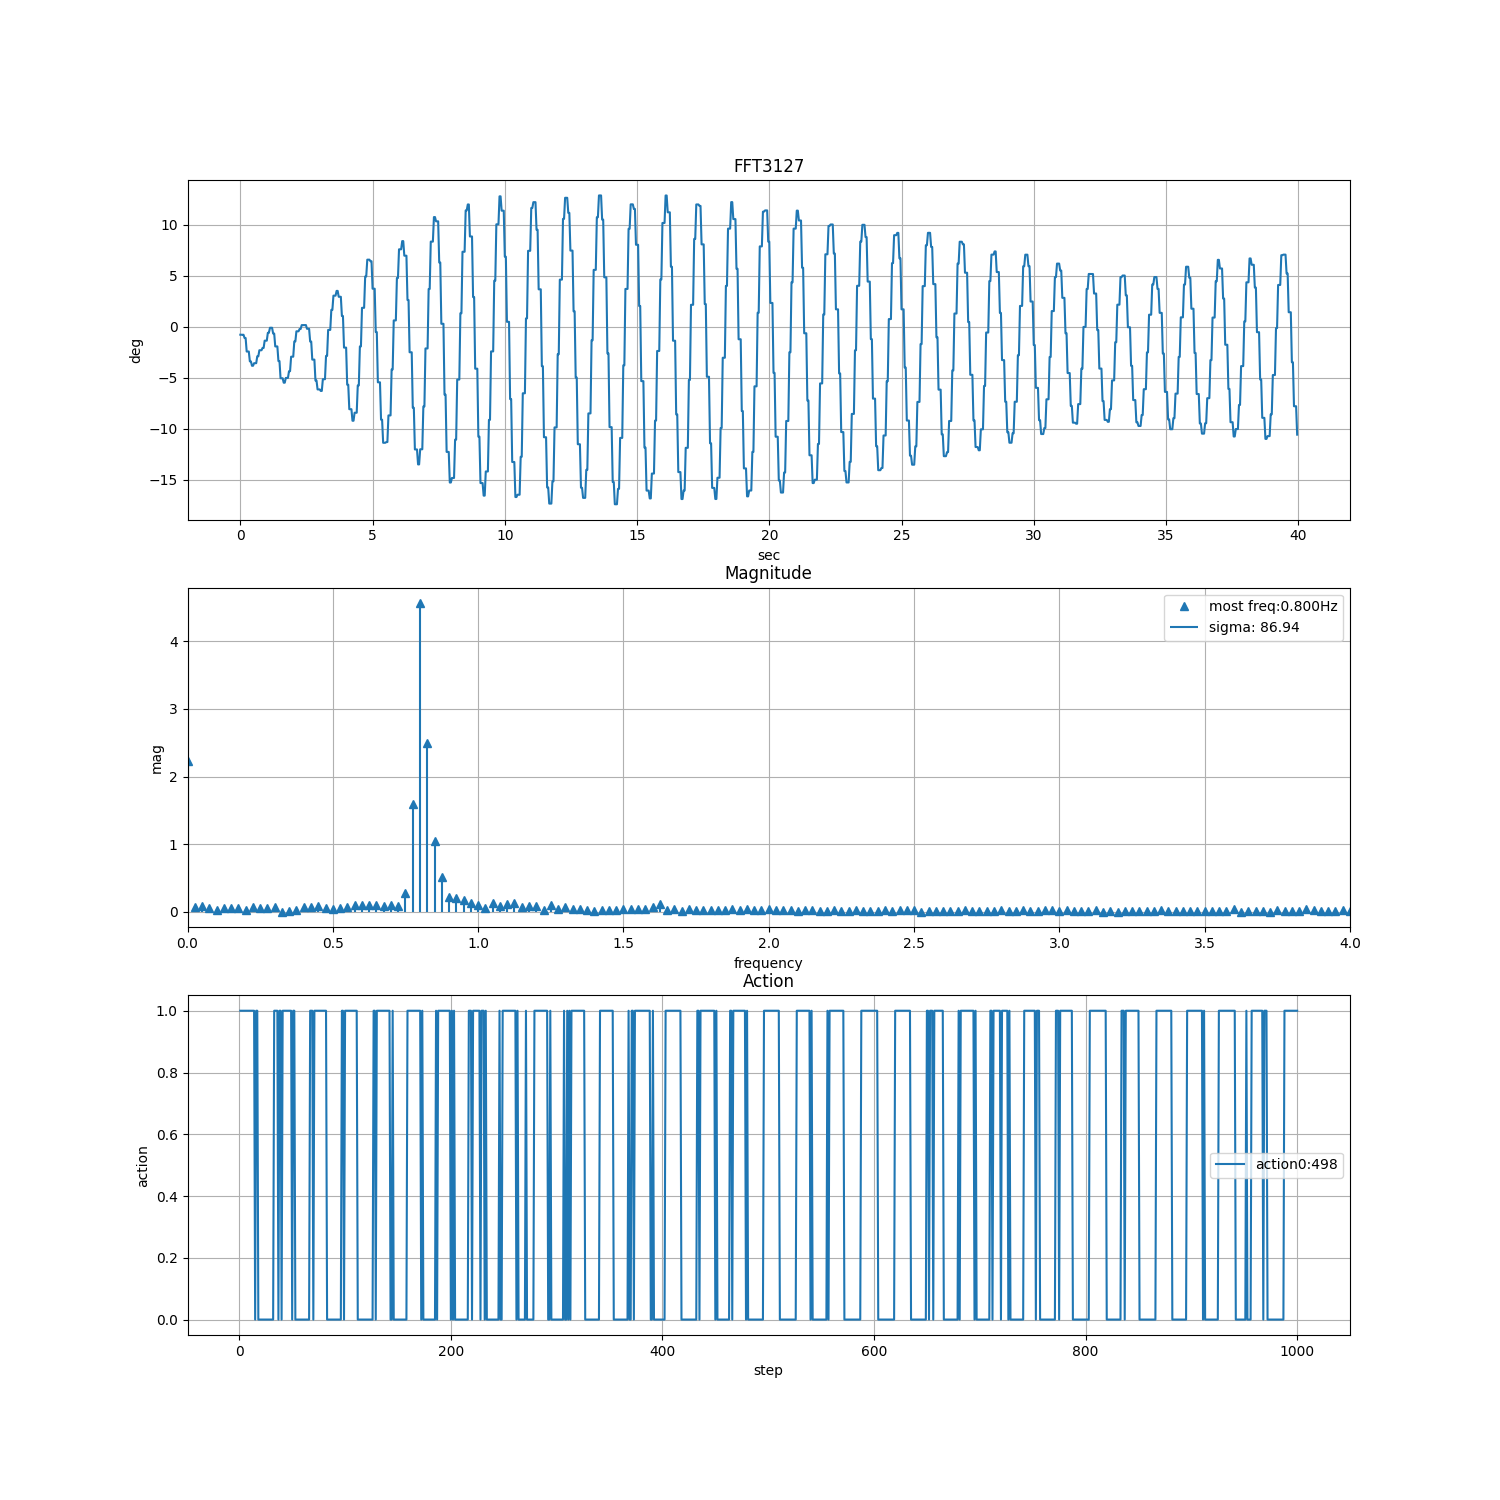 FFT3127
10
5
0
−5
−10
−15
deg
0 5 10 15 20 25 30 35 40
sec
Magnitude
most freq:0.800Hz
sigma: 86.94
4
3
2
1
0
mag
0.0 0.5 1.0 1.5 2.0 2.5 3.0 3.5 4.0
frequency
Action
1.0
0.8
0.6
0.4
0.2
0.0
action
action0:498
0 200 400 600 800 1000
step